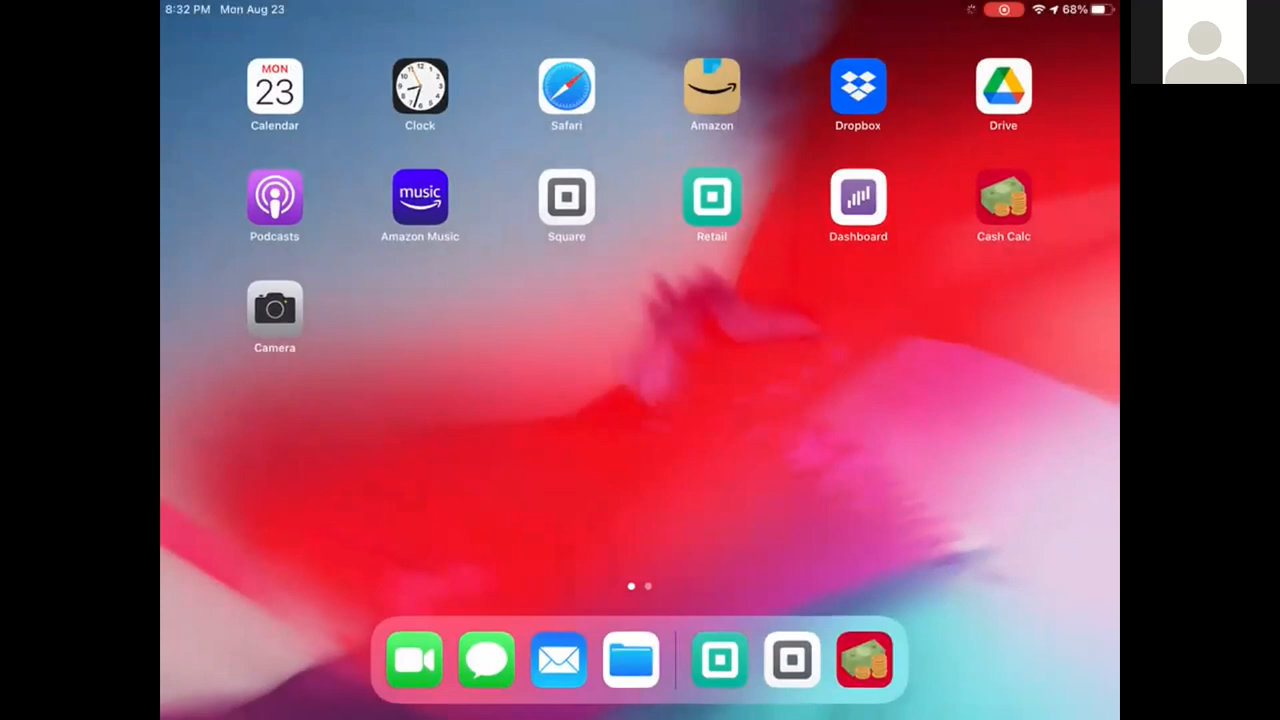 8:32 PM Mon Aug 23
68%
MON
23
12
Calendar
Clock
Safari
Amazon
Dropbox
Drive
music
Podcasts
Amazon Music
Square
Retail
Dashboard
Cash Calc
Camera